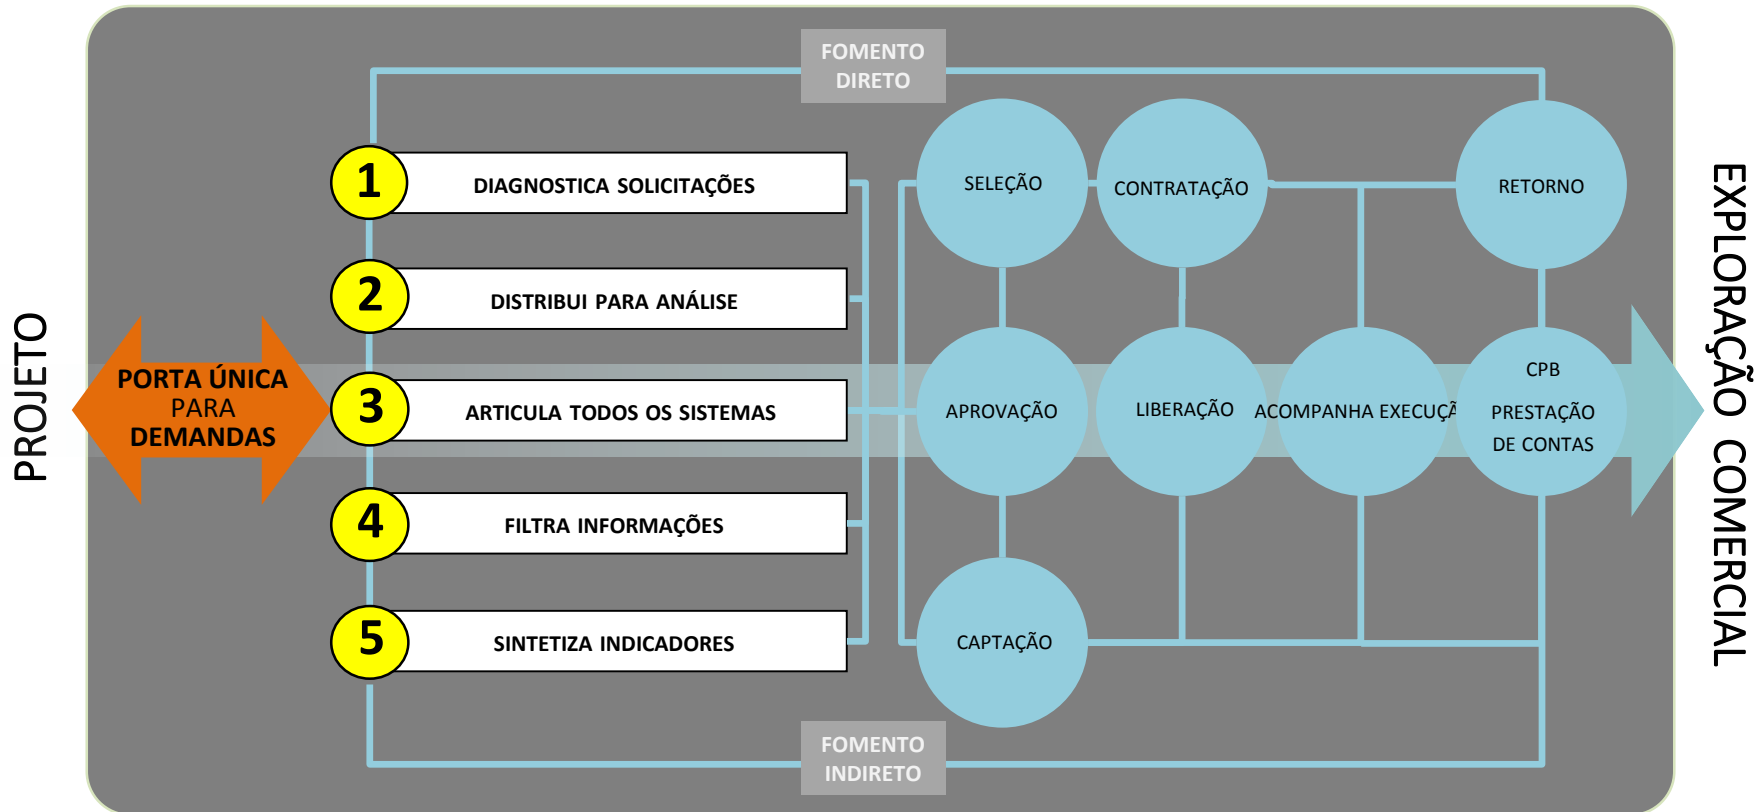 PROJETO
PORTA ÚNICA
PARA
DEMANDAS
FOMENTO
DIRETO
1
DIAGNOSTICA SOLICITAÇÕES
2
DISTRIBUI PARA ANÁLISE
3
ARTICULA TODOS OS SISTEMAS
4
FILTRA INFORMAÇÕES
5
SINTETIZA INDICADORES
SELEÇÃO
CONTRATAÇÃO
RETORNO
APROVAÇÃO
LIBERAÇÃO
ACOMPANHA EXECUÇÃ
CPB
PRESTAÇÃO
DE CONTAS
CAPTAÇÃO
FOMENTO
INDIRETO
EXPLORAÇÃO COMERCIAL